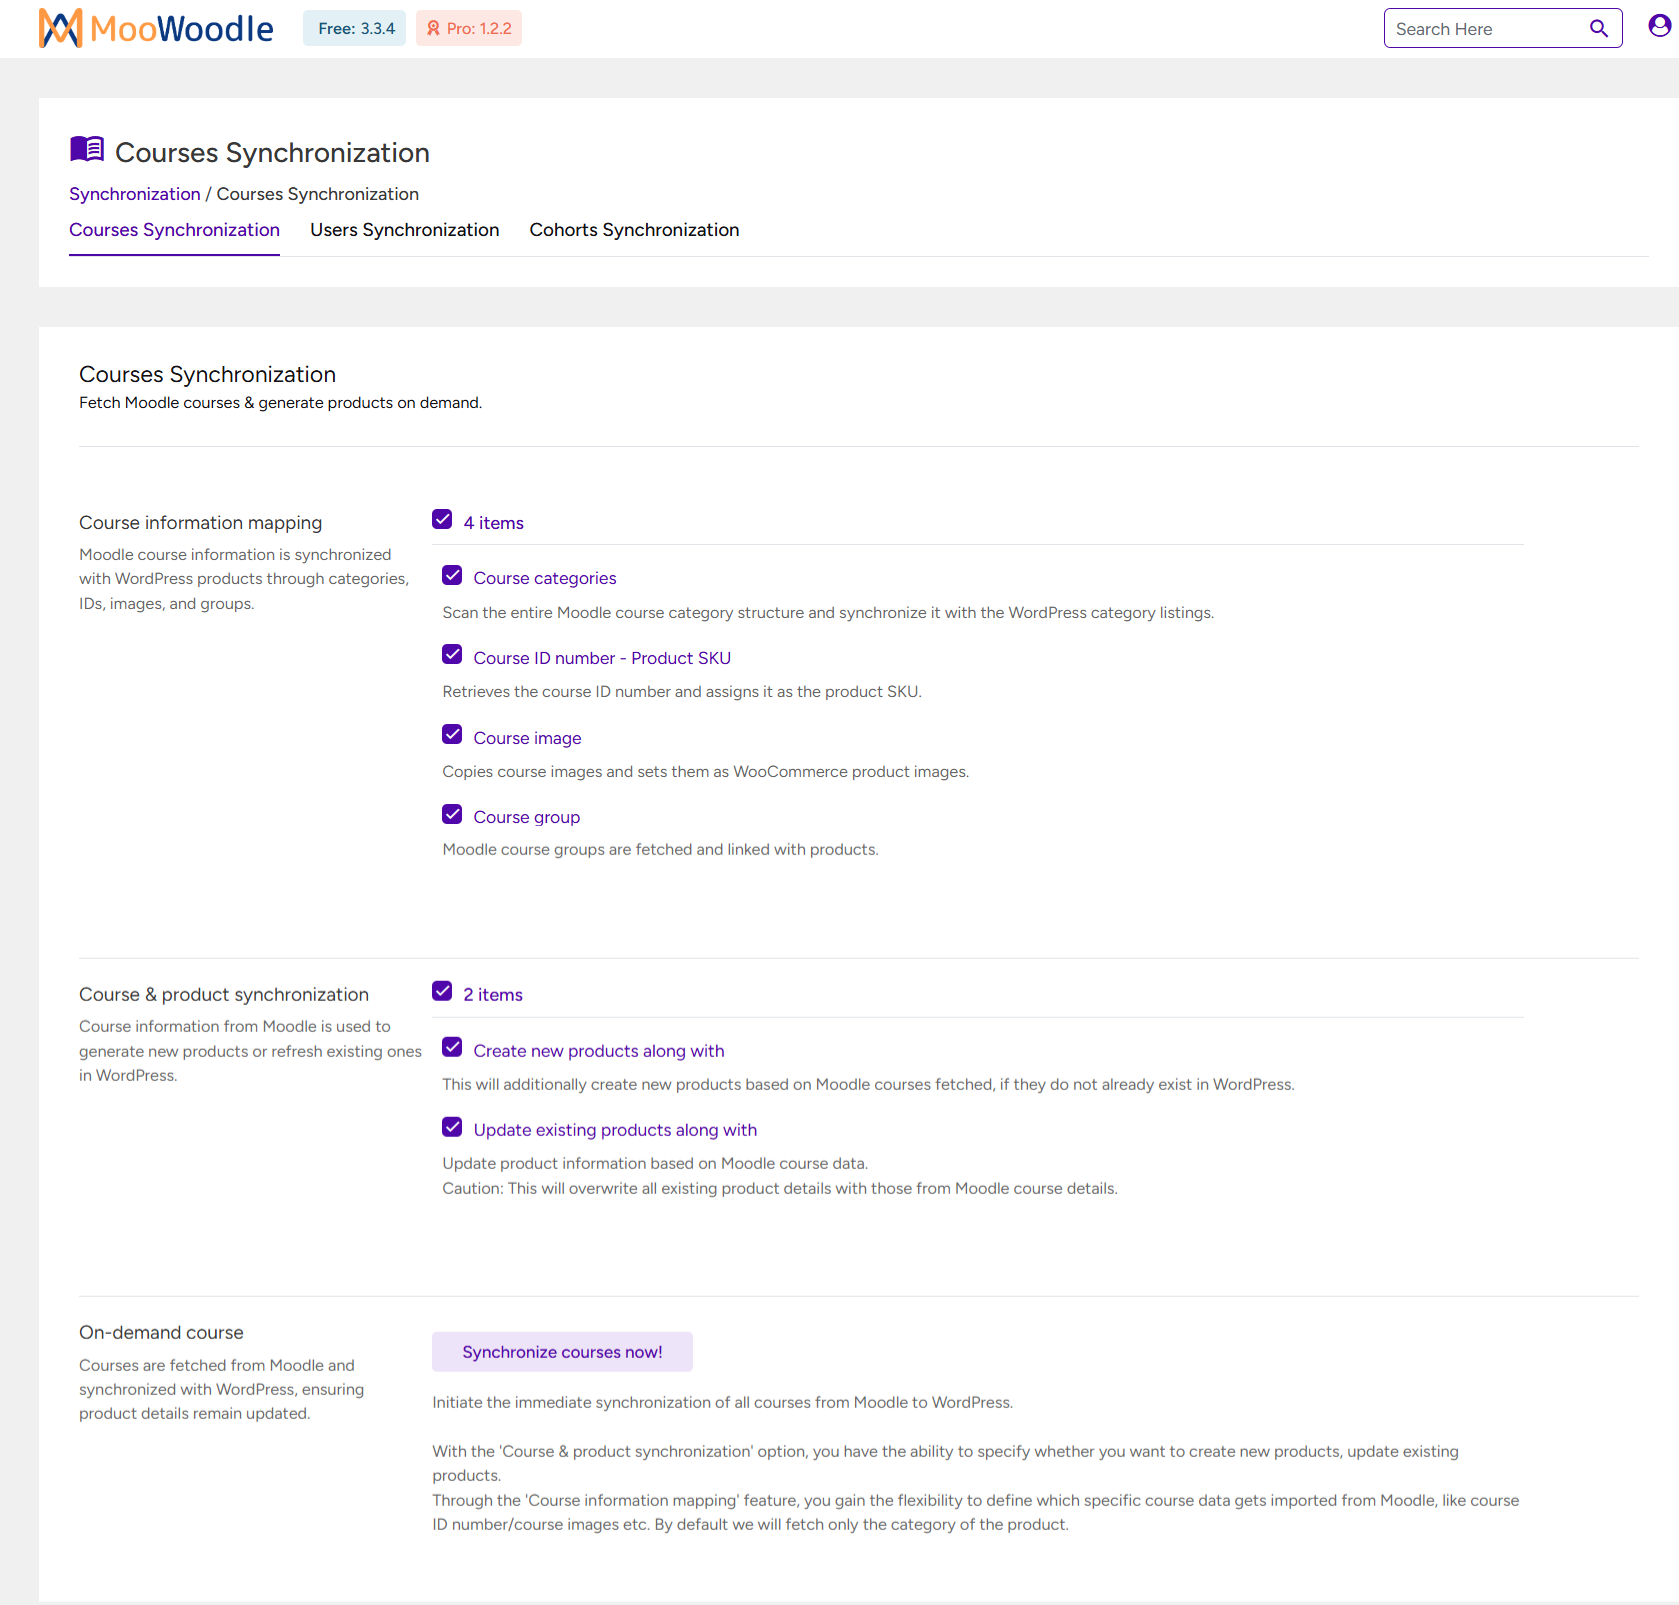 MooWoodle
Free: 3.3.4
Pro: 1.2.2
Search Here
Courses Synchronization
Synchronization / Courses Synchronization
Courses Synchronization
Users Synchronization
Cohorts Synchronization
Courses Synchronization
Fetch Moodle courses & generate products on demand.
Course information mapping
Moodle course information is synchronized
with WordPress products through categories,
IDs, images, and groups.
4 items
Course categories
Scan the entire Moodle course category structure and synchronize it with the WordPress category listings.
Course ID number - Product SKU
Retrieves the course ID number and assigns it as the product SKU.
Course image
Copies course images and sets them as WooCommerce product images.
Course group
Moodle course groups are fetched and linked with products.
Course & product synchronization
Course information from Moodle is used to
generate new products or refresh existing ones
in WordPress.
2 items
Create new products along with
This will additionally create new products based on Moodle courses fetched, if they do not already exist in WordPress.
Update existing products along with
Update product information based on Moodle course data.
Caution: This will overwrite all existing product details with those from Moodle course details.
On-demand course
Courses are fetched from Moodle and
synchronized with WordPress, ensuring
product details remain updated.
Synchronize courses now!
Initiate the immediate synchronization of all courses from Moodle to WordPress.
With the 'Course & product synchronization' option, you have the ability to specify whether you want to create new products, update existing
products.
Through the 'Course information mapping' feature, you gain the flexibility to define which specific course data gets imported from Moodle, like course
ID number/course images etc. By default we will fetch only the category of the product.